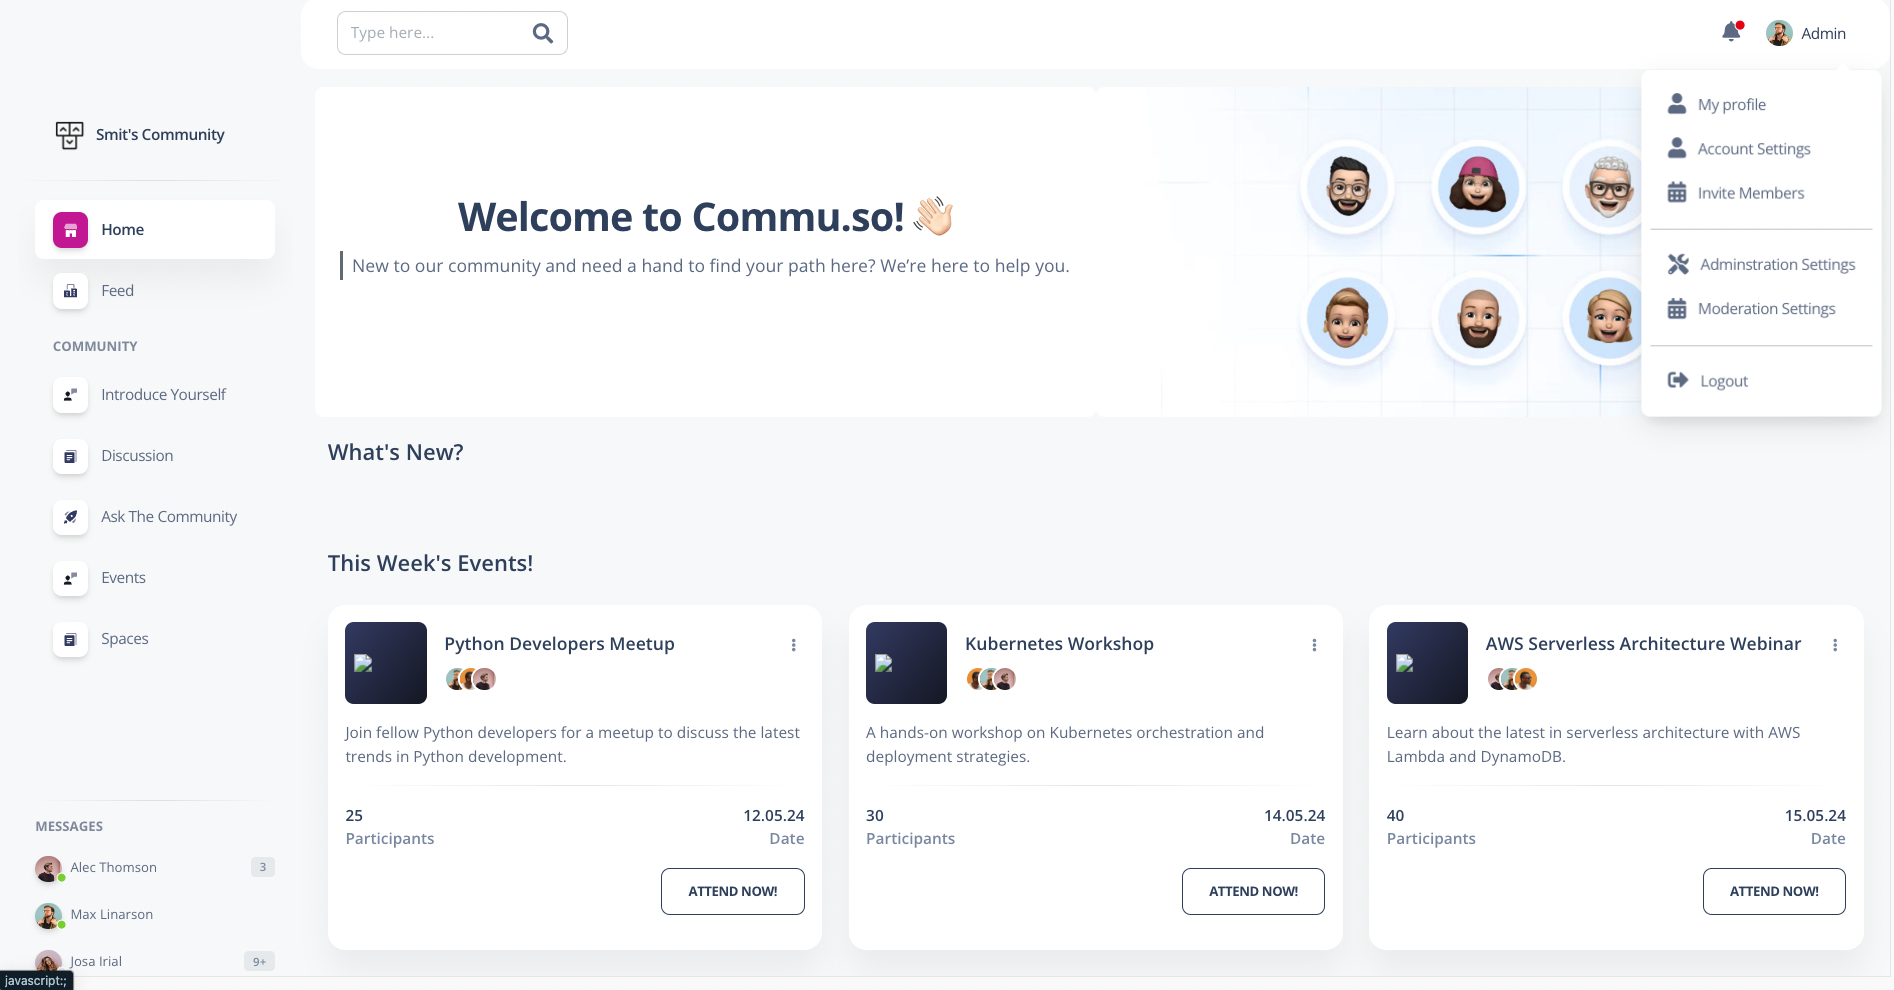 Type here...
Admin
My profile
Account Settings
Invite Members
Adminstration Settings
Moderation Settings
Logout
Smit's Community
Home
Feed
COMMUNITY
Introduce Yourself
Discussion
Ask The Community
Events
Spaces
MESSAGES
Alec Thomson 3
Max Linarson
Josa Irial 9+
javascript:;
Welcome to Commu.so!
New to our community and need a hand to find your path here? We’re here to help you.
What's New?
This Week's Events!
Python Developers Meetup
Join fellow Python developers for a meetup to discuss the latest
trends in Python development.
25 12.05.24
Participants Date
ATTEND NOW!
Kubernetes Workshop
A hands-on workshop on Kubernetes orchestration and
deployment strategies.
30 14.05.24
Participants Date
ATTEND NOW!
AWS Serverless Architecture Webinar
Learn about the latest in serverless architecture with AWS
Lambda and DynamoDB.
40 15.05.24
Participants Date
ATTEND NOW!